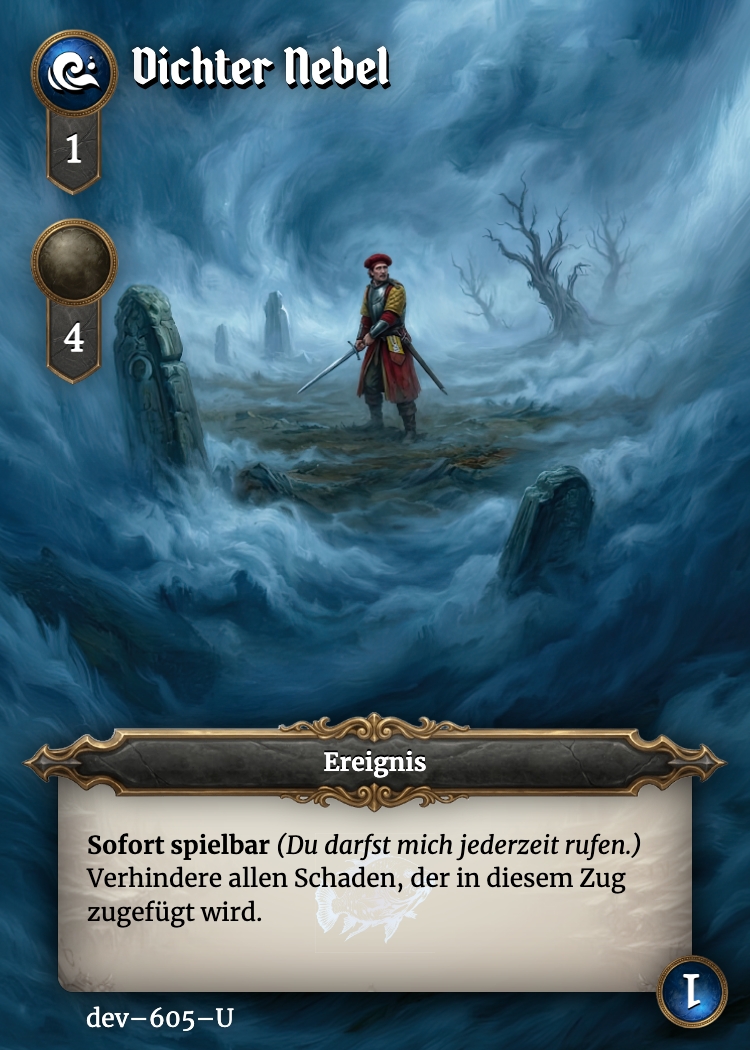 Dichter Nebel
1
4
Ereignis
Sofort spielbar (Du darfst mich jederzeit rufen.)
Verhindere allen Schaden, der in diesem Zug
zugefügt wird.
1
dev–605–U